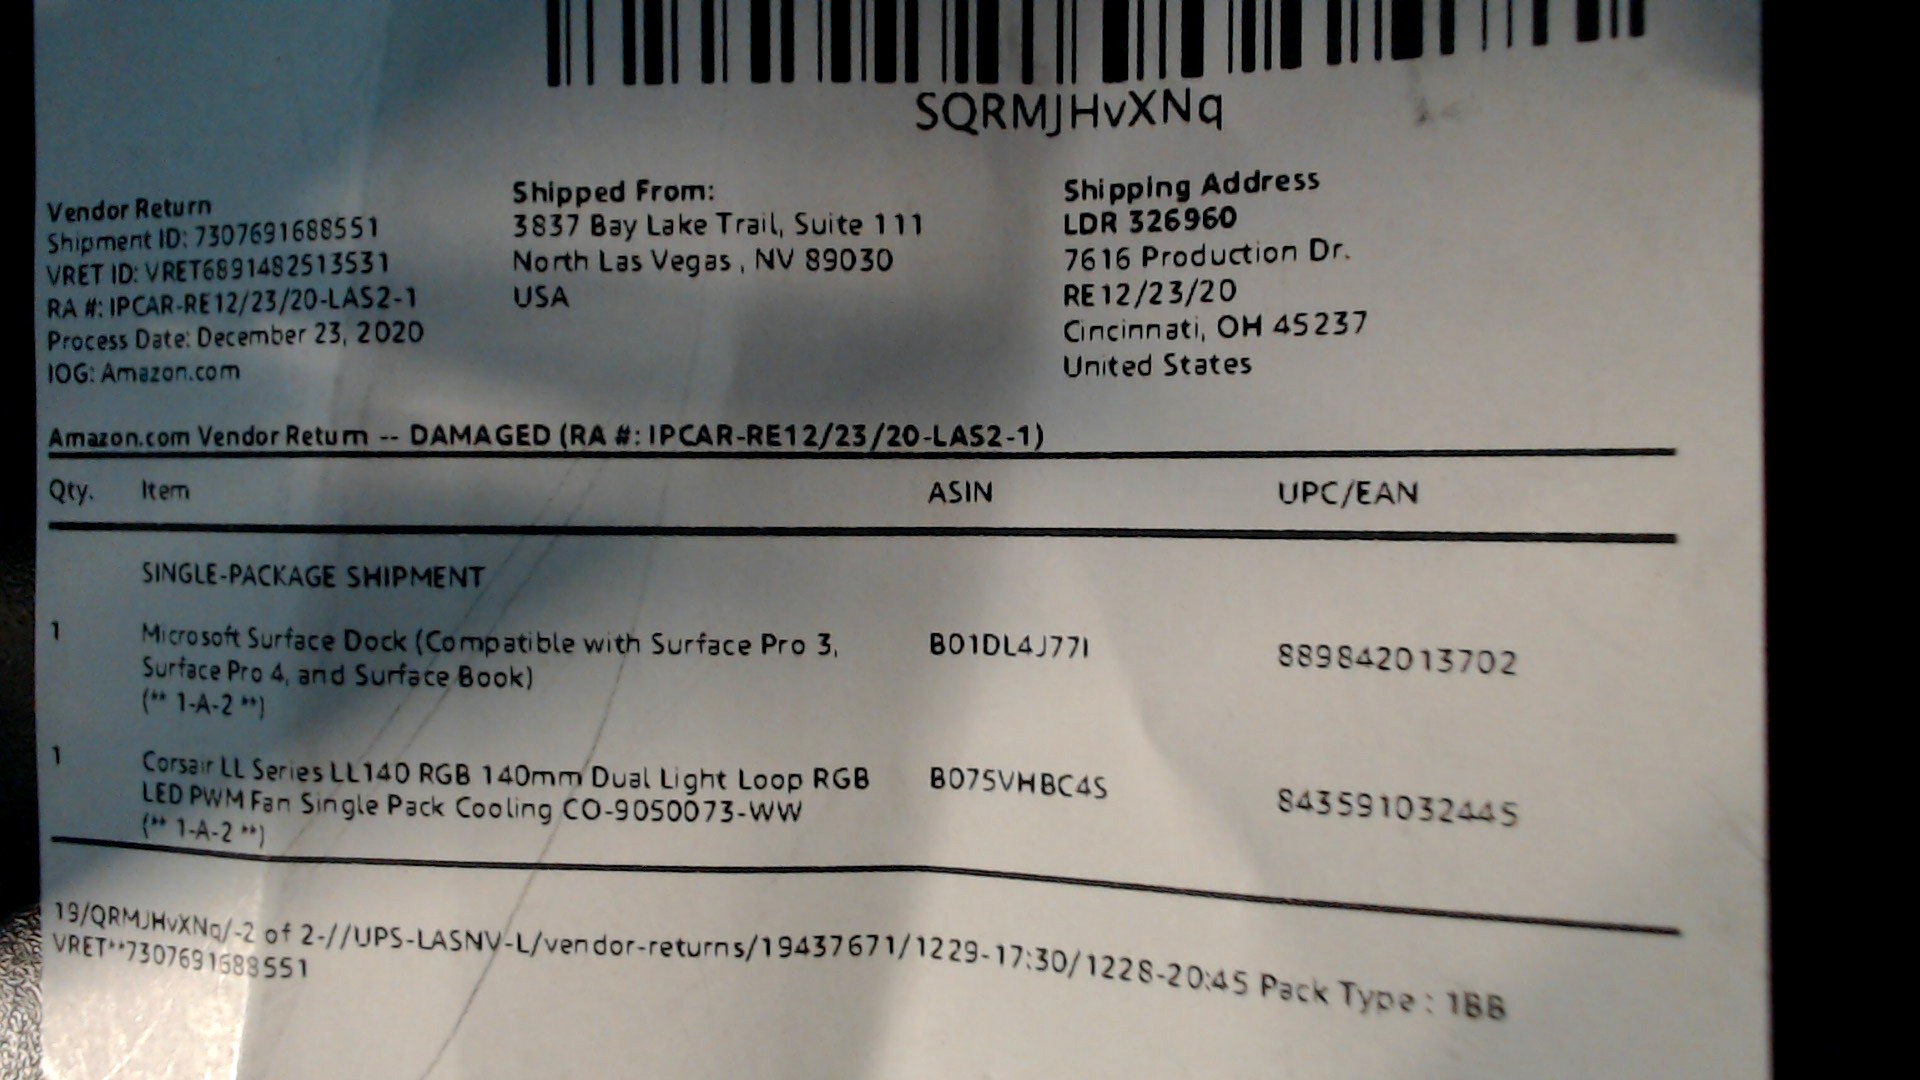 SQRMJHvXNq
Vendor Return
Shipment ID: 7307691688551
VRET ID: VRET6891482513531
RA #: IPCAR-RE12/23/20-LAS2-1
Process Date: December 23, 2020
IOG: Amazon.com
Shipped From:
3837 Bay Lake Trail, Suite 111
North Las Vegas , NV 89030
USA
Shipping Address
LDR 326960
7616 Production Dr.
RE12/23/20
Cincinnati, OH 45237
United States
Amazon.com Vendor Return -- DAMAGED (RA #: IPCAR-RE12/23/20-LAS2-1)
Qty. Item ASIN UPC/EAN
SINGLE-PACKAGE SHIPMENT
1 Microsoft Surface Dock (Compatible with Surface Pro 3, B01DL4J77I 889842013702
Surface Pro 4, and Surface Book)
(** 1-A-2 **)
1 Corsair LL Series LL140 RGB 140mm Dual Light Loop RGB B075VHBC4S 843591032445
LED PWM Fan Single Pack Cooling CO-9050073-WW
(** 1-A-2 **)
19/QRMJHvXNq/-2 of 2-//UPS-LASNV-L/vendor-returns/19437671/1229-17:30/1228-20:45 Pack Type : 1BB
VRET**7307691688551